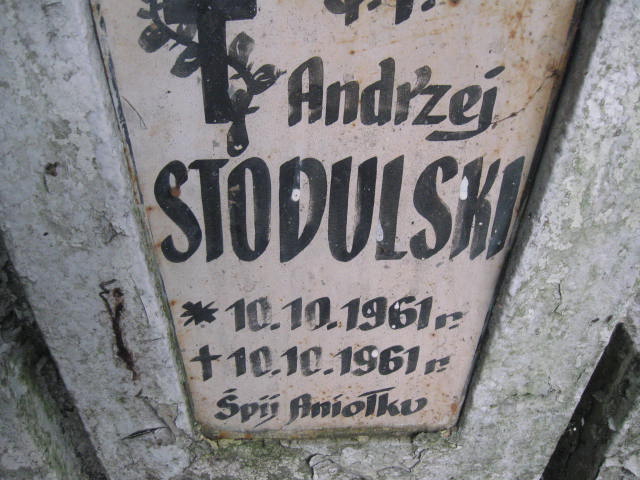 Ś.P.
Andrzej
STODULSKI
* 10.10.1961 r.
† 10.10.1961 r.
Śpij Aniołku